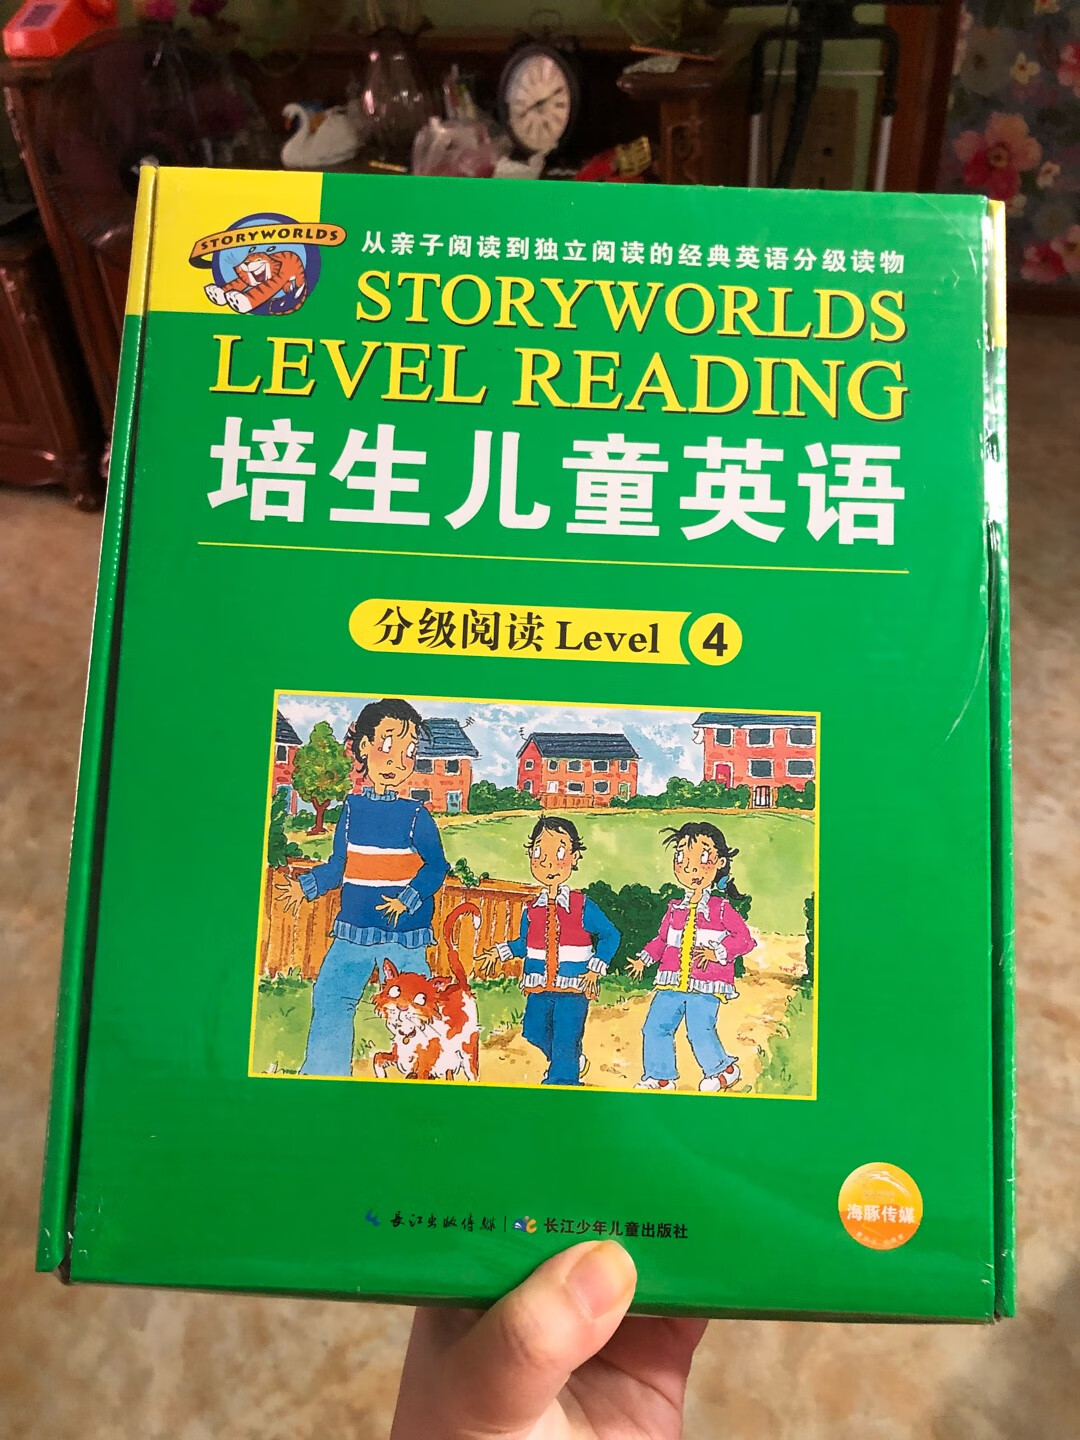 STORYWORLDS
从亲子阅读到独立阅读的经典英语分级读物
STORYWORLDS
LEVEL READING
培生儿童英语
分级阅读 Level 4
长江出版传媒 长江少年儿童出版社
海豚传媒